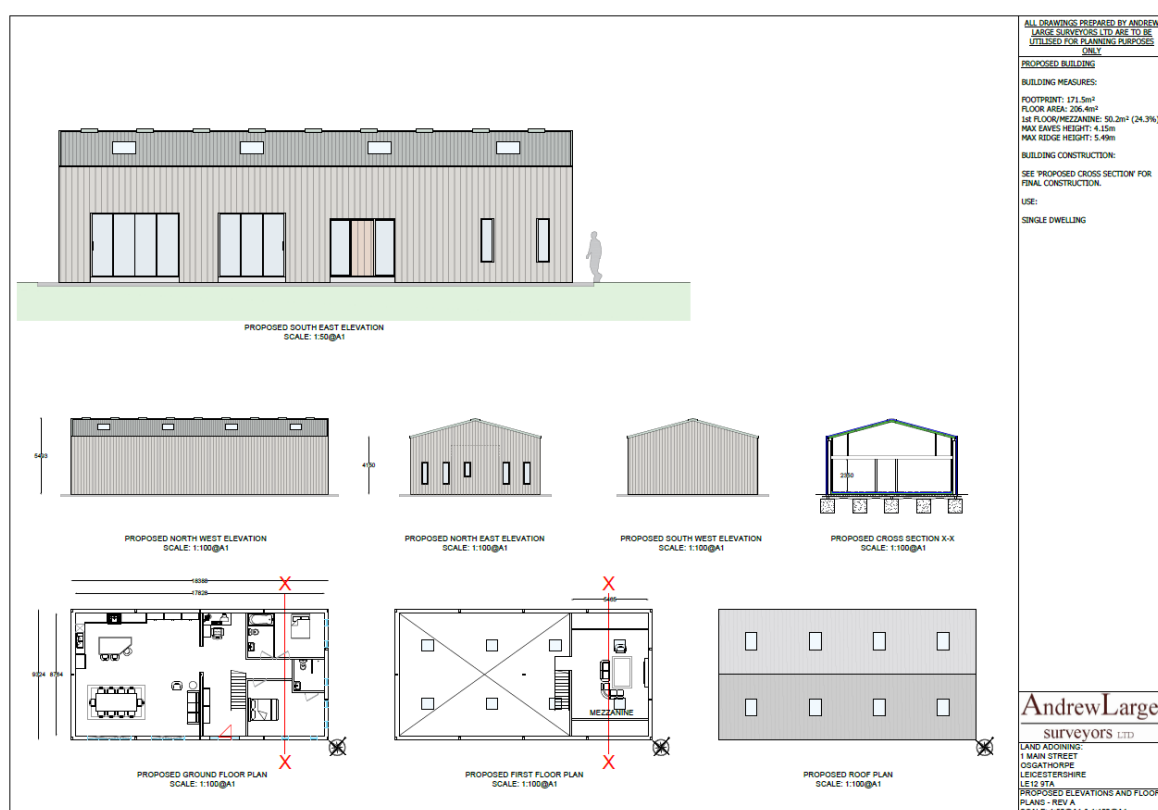 ALL DRAWINGS PREPARED BY ANDREW
LARGE SURVEYORS LTD ARE TO BE
UTILISED FOR PLANNING PURPOSES
ONLY
PROPOSED BUILDING
BUILDING MEASURES:
FOOTPRINT: 171.5m²
FLOOR AREA: 206.4m²
1st FLOOR/MEZZANINE: 50.2m² (24.3%)
MAX EAVES HEIGHT: 4.15m
MAX RIDGE HEIGHT: 5.49m
BUILDING CONSTRUCTION:
SEE 'PROPOSED CROSS SECTION' FOR
FINAL CONSTRUCTION.
USE:
SINGLE DWELLING
PROPOSED SOUTH EAST ELEVATION
SCALE: 1:50@A1
5493
4150
2350
PROPOSED NORTH WEST ELEVATION
SCALE: 1:100@A1
PROPOSED NORTH EAST ELEVATION
SCALE: 1:100@A1
PROPOSED SOUTH WEST ELEVATION
SCALE: 1:100@A1
PROPOSED CROSS SECTION X-X
SCALE: 1:100@A1
X
X
17828
9324
8764
MEZZANINE
X
X
PROPOSED GROUND FLOOR PLAN
SCALE: 1:100@A1
PROPOSED FIRST FLOOR PLAN
SCALE: 1:100@A1
PROPOSED ROOF PLAN
SCALE: 1:100@A1
AndrewLarge
surveyors LTD
LAND ADOINING:
1 MAIN STREET
OSGATHORPE
LEICESTERSHIRE
LE12 9TA
PROPOSED ELEVATIONS AND FLOOR
PLANS - REV A